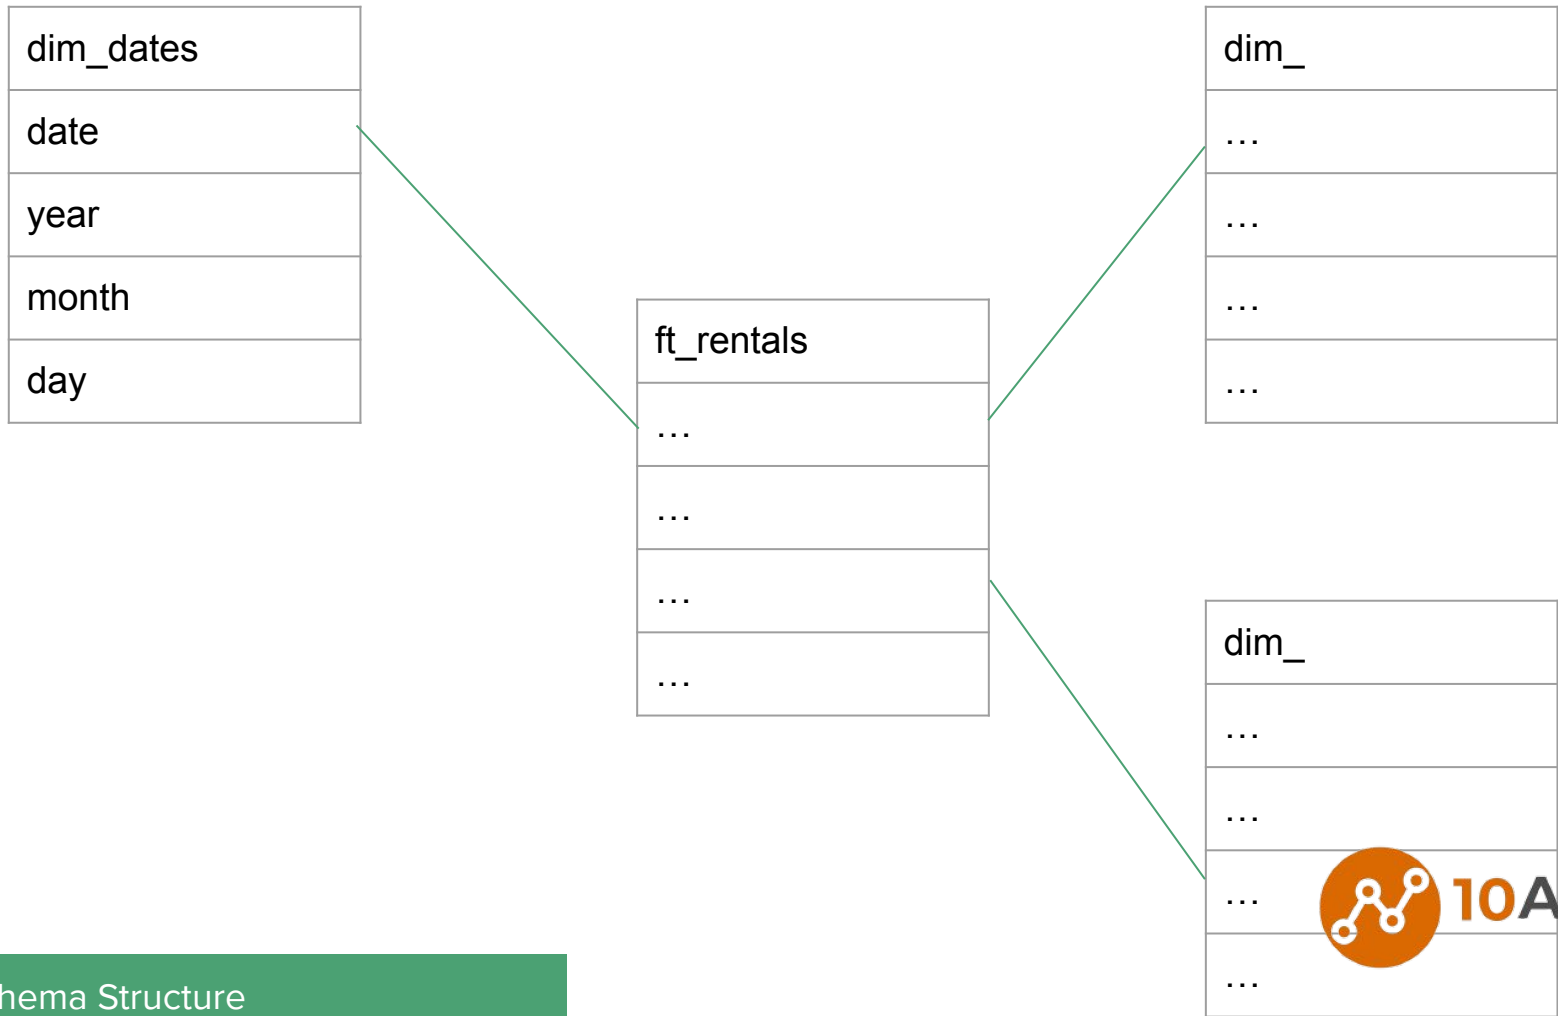 dim_dates
date
year
month
day
ft_rentals
...
...
...
...
dim_
...
...
...
...
dim_
...
...
...
...
10A
hema Structure